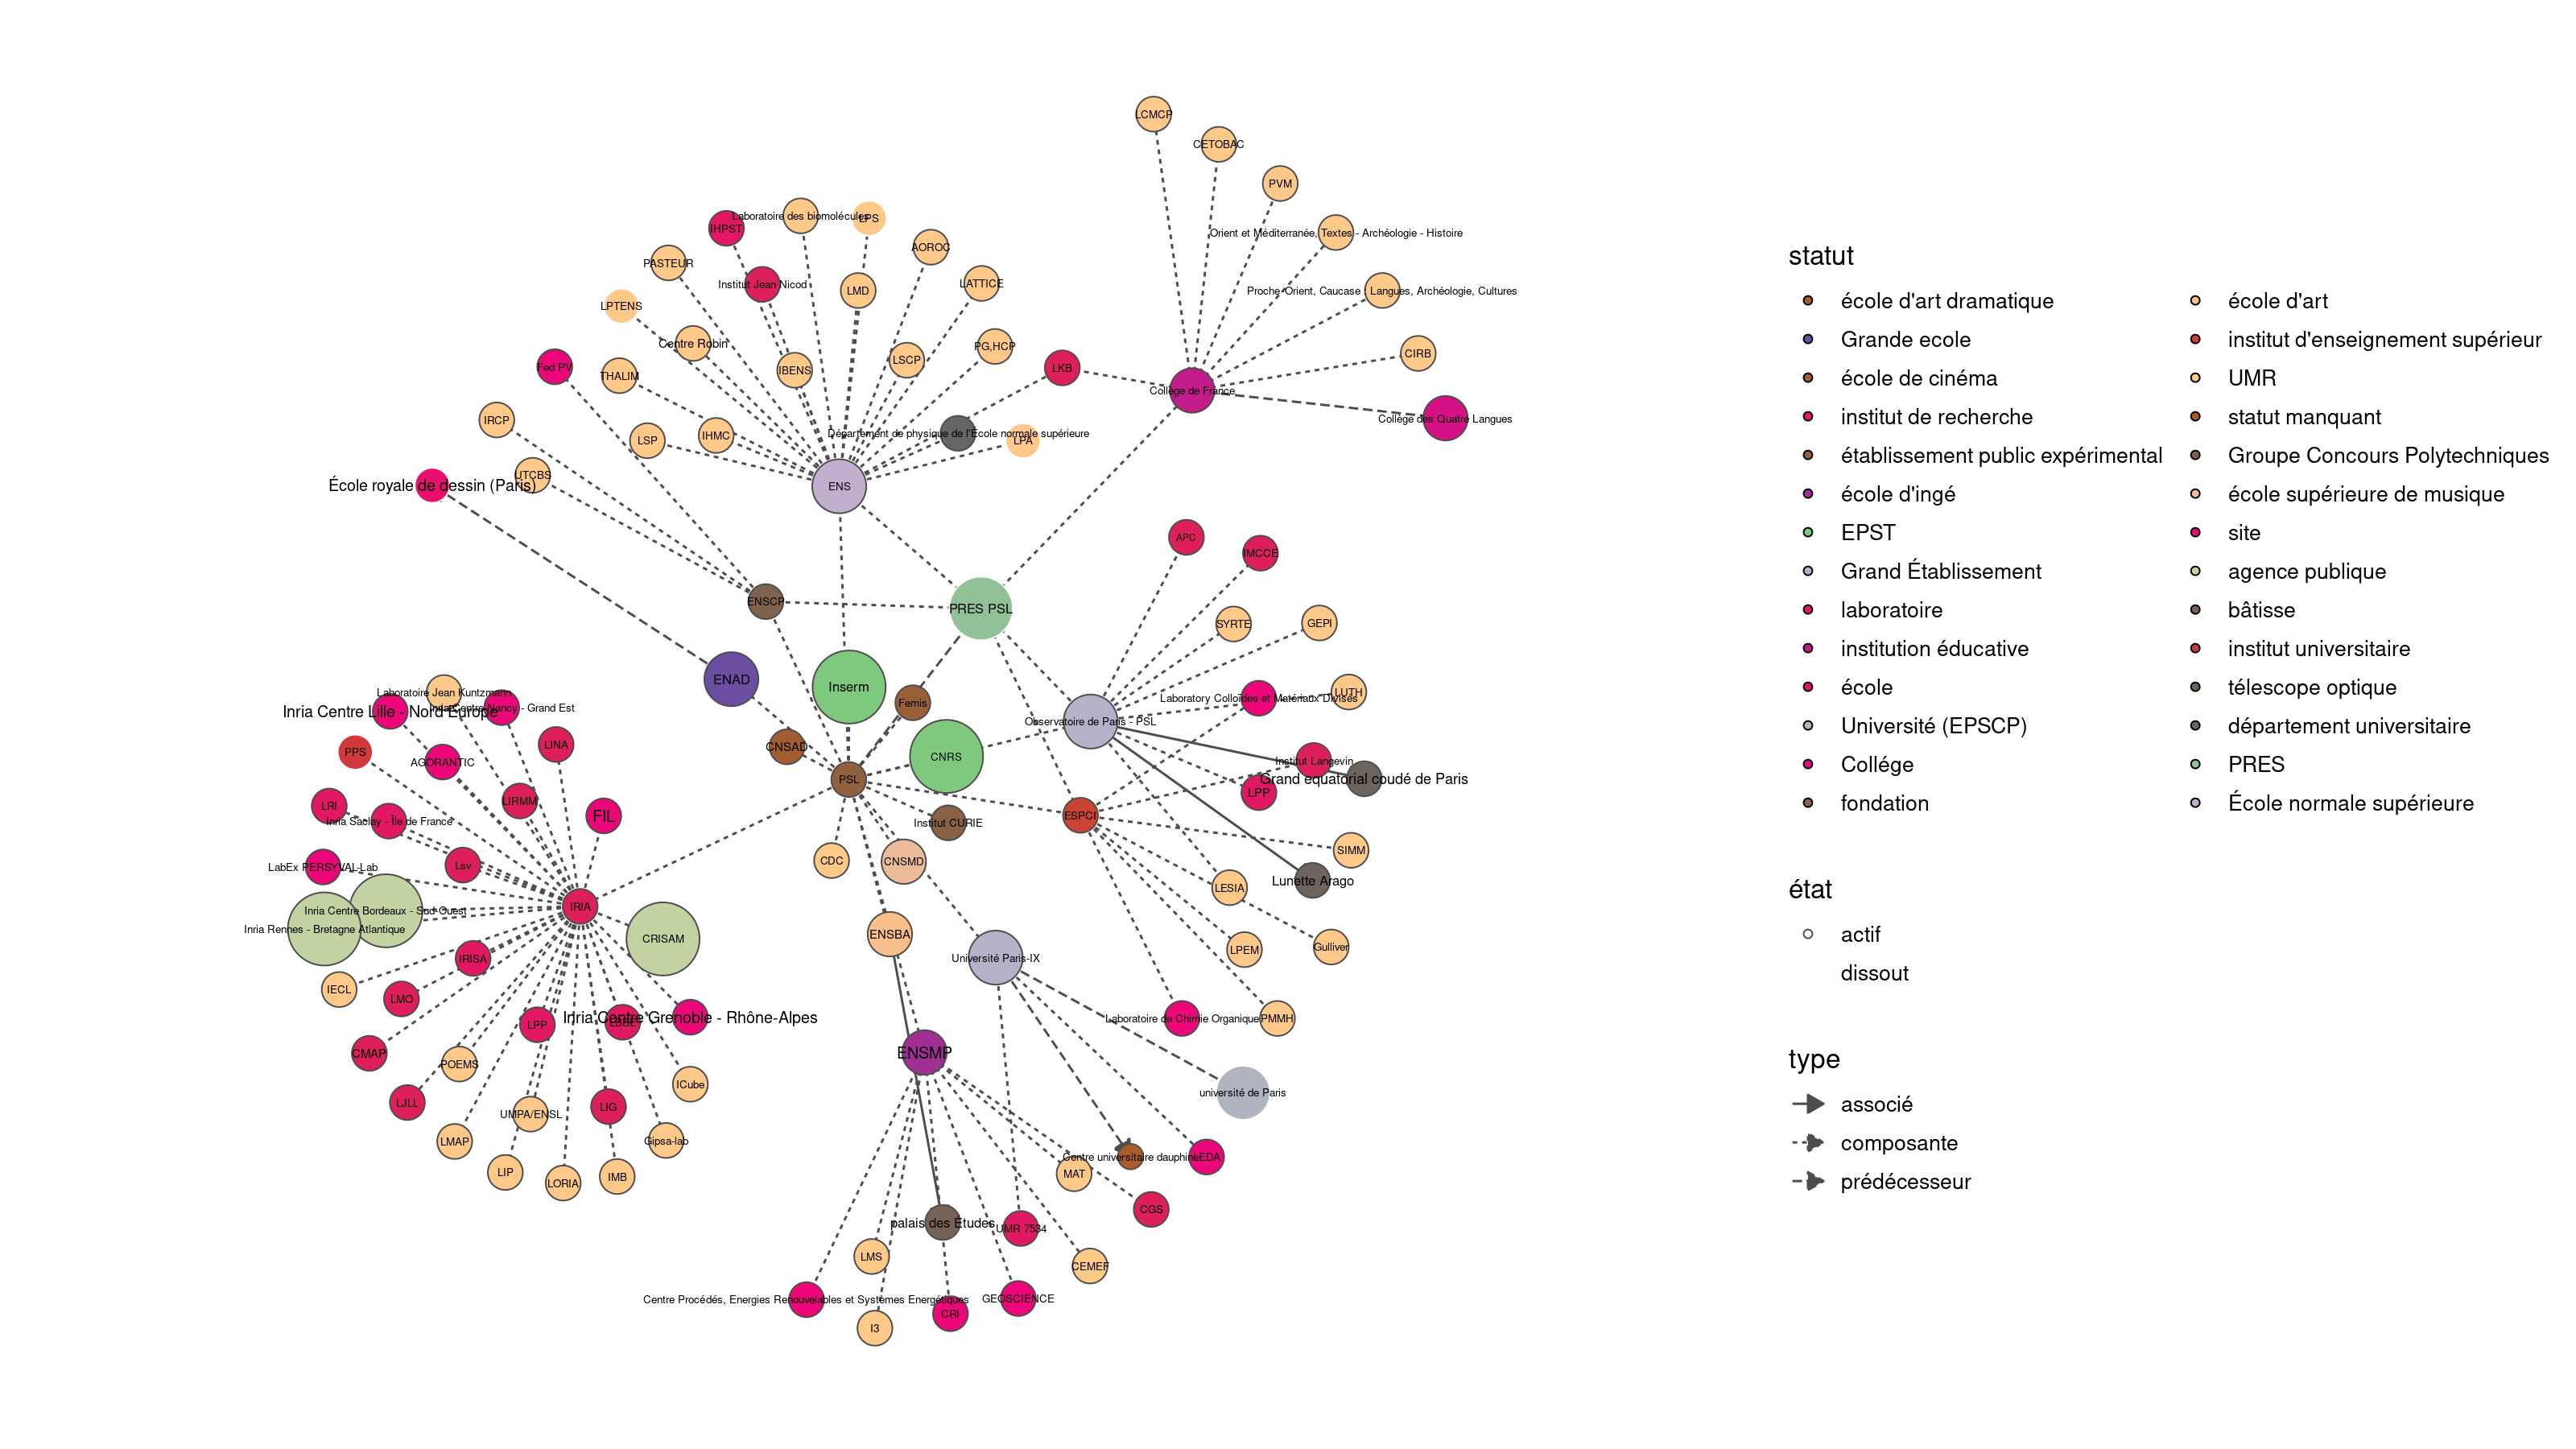 LCMCP
CETOBAC
PVM
Laboratoire des biomolécules
LPS
IHPST
Orient et Méditerranée, Textes - Archéologie - Histoire
AOROC
PASTEUR
Institut Jean Nicod
LATTICE
LMD
Proche-Orient, Caucase : Langues, Archéologie, Cultures
LPTENS
Centre Robin
PG,HCP
CIRB
LSCP
Fed PV
IBENS
LKB
THALIM
Collège de France
IRCP
Collège des Quatre Langues
Département de physique de l'École normale supérieure
IHMC
LSP
LPA
UTCBS
École royale de dessin (Paris)
ENS
APC
IMCCE
ENSCP
PRES PSL
SYRTE
GEPI
ENAD
Inserm
Laboratoire Jean Kuntzmann
LUTH
Laboratory Colloïdes et Matériaux Divisés
Femis
Inria Centre Nancy - Grand Est
Inria Centre Lille - Nord Europe
Observatoire de Paris - PSL
LINA
CNSAD
PPS
CNRS
AGORANTIC
Institut Langevin
PSL
Grand équatorial coudé de Paris
LPP
LIRMM
LRI
FIL
ESPCI
Inria Saclay - Île de France
Institut CURIE
SIMM
CDC
CNSMD
Lsv
LabEx PERSYVAL-Lab
Lunette Arago
LESIA
IRIA
Inria Centre Bordeaux - Sud-Ouest
Inria Rennes - Bretagne Atlantique
ENSBA
CRISAM
Gulliver
LPEM
IRISA
Université Paris-IX
IECL
LMO
Inria Centre Grenoble - Rhône-Alpes
LBBE
Laboratoire de Chimie Organique
PMMH
LPP
CMAP
ENSMP
POEMS
ICube
université de Paris
LJLL
LIG
UMPA/ENSL
LMAP
Gipsa-lab
Centre universitaire dauphine
LEDA
LIP
MAT
IMB
LORIA
CGS
palais des Études
UMR 7534
LMS
CEMEF
Centre Procédés, Energies Renouvelables et Systèmes Energétiques
GEOSCIENCE
CRI
I3
statut
école d'art dramatique
Grande ecole
école de cinéma
institut de recherche
établissement public expérimental
école d'ingé
EPST
Grand Établissement
laboratoire
institution éducative
école
Université (EPSCP)
Collége
fondation
école d'art
institut d'enseignement supérieur
UMR
statut manquant
Groupe Concours Polytechniques
école supérieure de musique
site
agence publique
bâtisse
institut universitaire
télescope optique
département universitaire
PRES
École normale supérieure
état
actif
dissout
type
associé
composante
prédécesseur